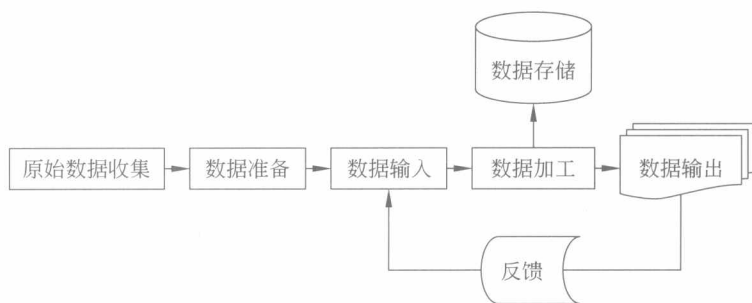 数据存储
原始数据收集
数据准备
数据输入
数据加工
数据输出
反馈